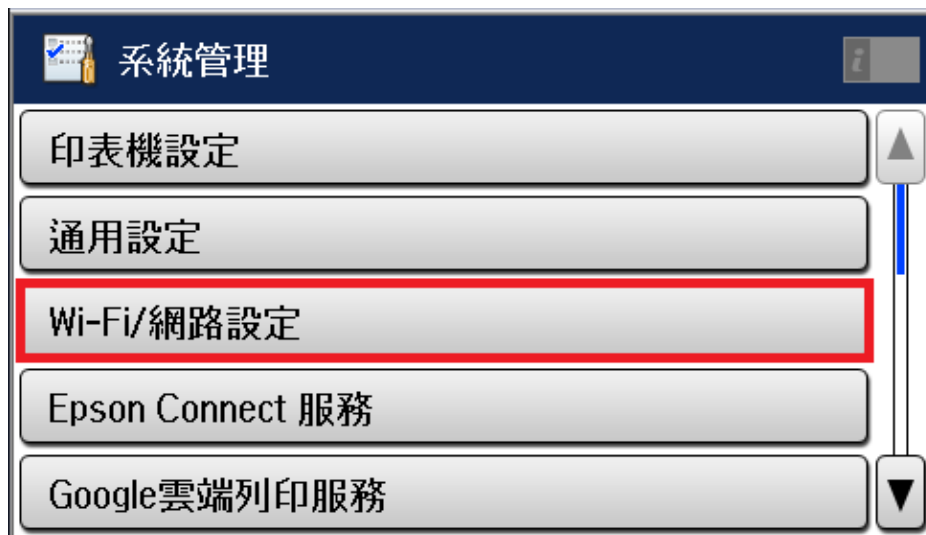 系統管理
i
印表機設定
通用設定
Wi-Fi/網路設定
Epson Connect 服務
Google雲端列印服務